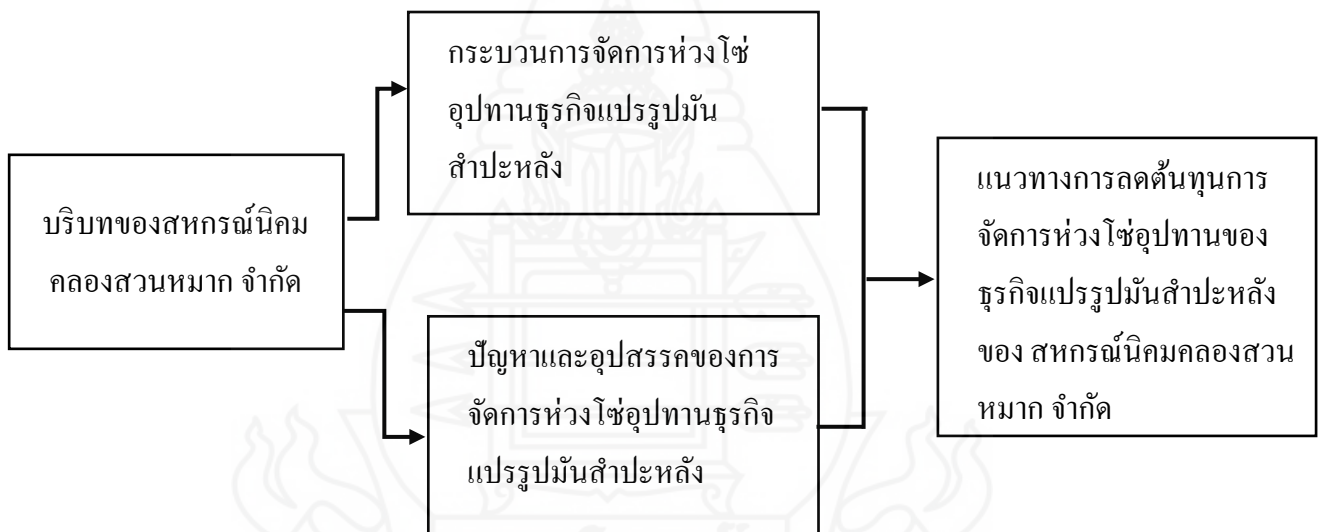 บริบทของสหกรณ์นิคม
คลองสวนหมาก จำกัด
กระบวนการจัดการห่วงโซ่
อุปทานธุรกิจแปรรูปมัน
สำปะหลัง
ปัญหาและอุปสรรคของการ
จัดการห่วงโซ่อุปทานธุรกิจ
แปรรูปมันสำปะหลัง
แนวทางการลดต้นทุนการ
จัดการห่วงโซ่อุปทานของ
ธุรกิจแปรรูปมันสำปะหลัง
ของ สหกรณ์นิคมคลองสวน
หมาก จำกัด